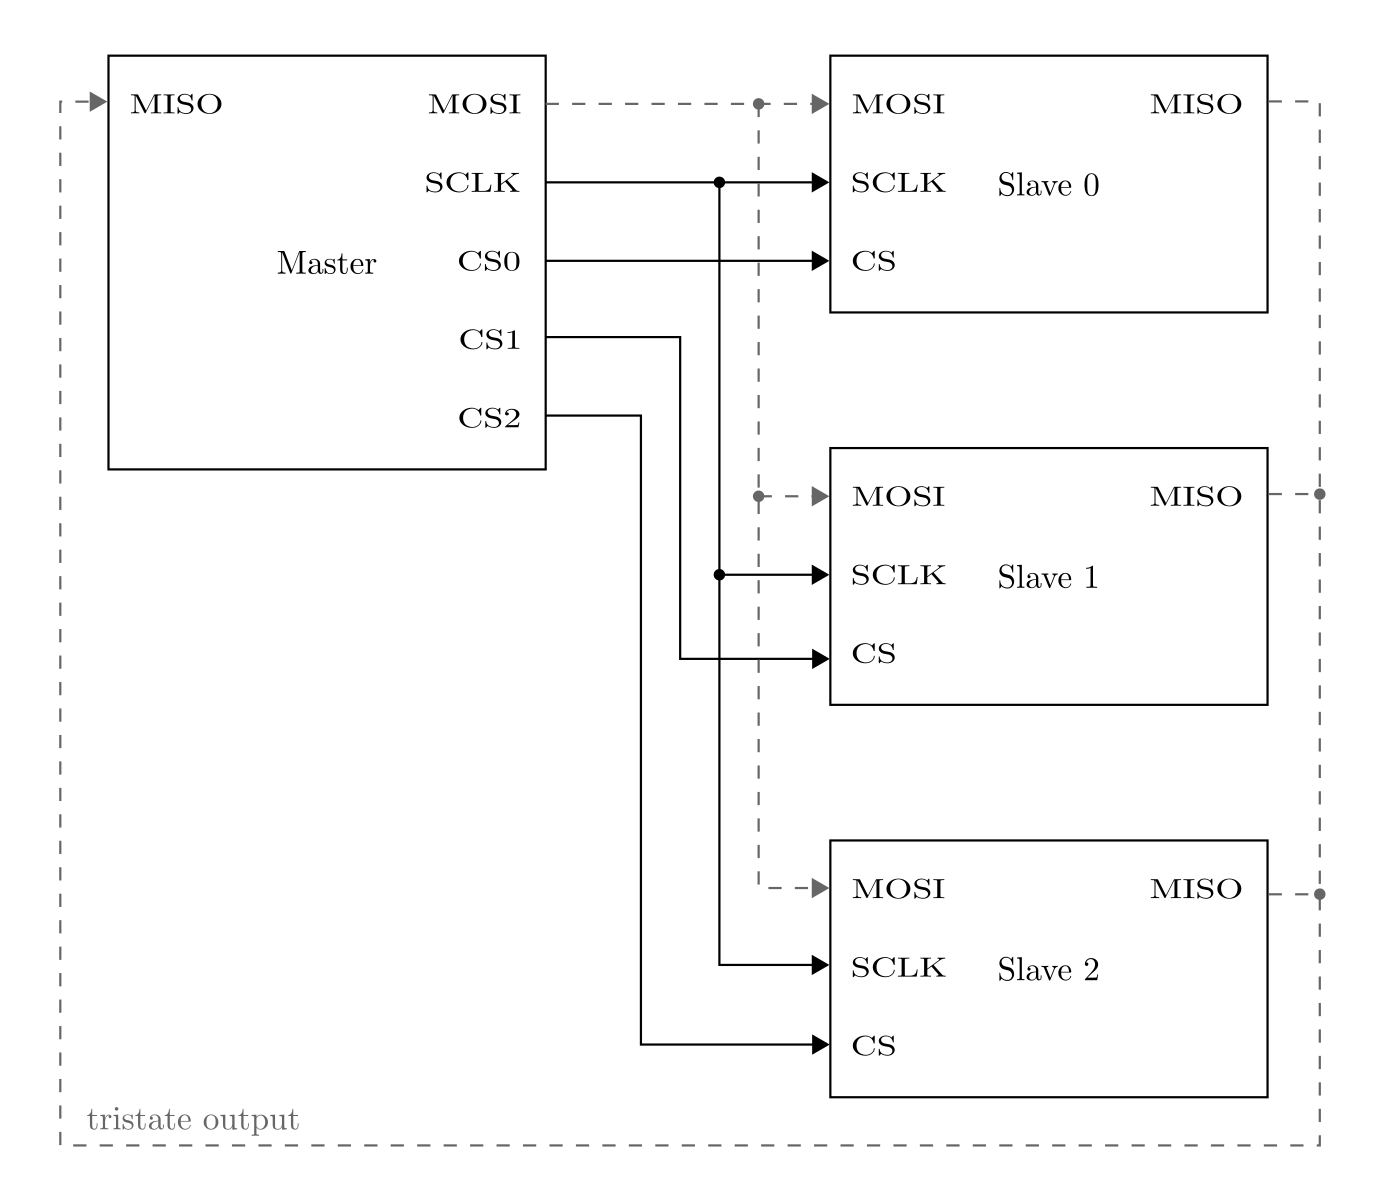 MISO
MOSI
SCLK
Master
CS0
CS1
CS2
MOSI
MISO
SCLK
Slave 0
CS
MOSI
MISO
SCLK
Slave 1
CS
MOSI
MISO
SCLK
Slave 2
CS
tristate output